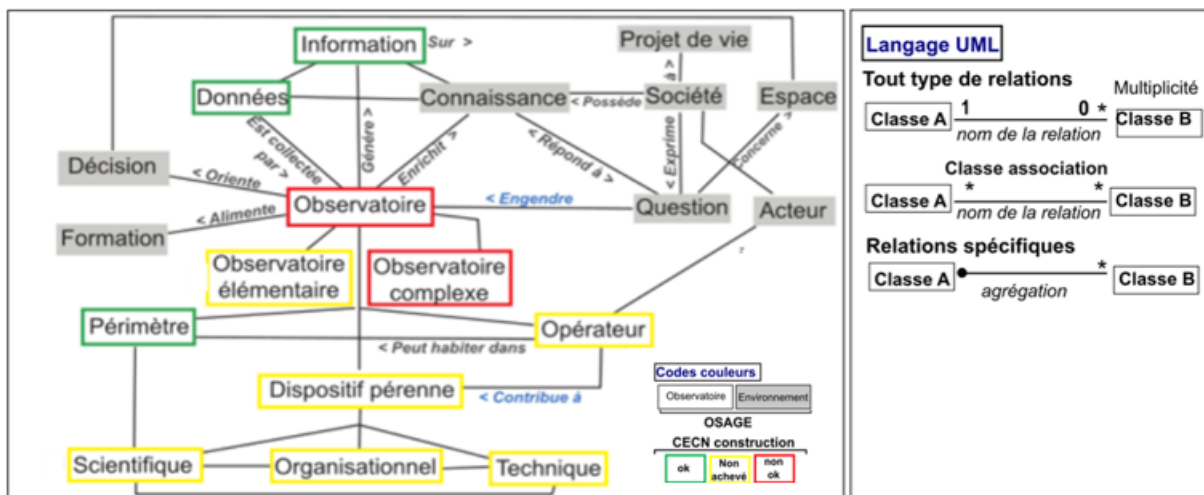 Information
Sur >
Projet de vie
Données
Connaissance
< Possède
Société
à >
Espace
Est collectée
par >
Génére >
Enrichit >
< Répond à >
< Exprime
Concerne >
Décision
< Oriente
Observatoire
< Engendre
Question
Acteur
Formation
< Alimente
Observatoire
élémentaire
Observatoire
complexe
?
Périmètre
Opérateur
< Peut habiter dans
Dispositif pérenne
< Contribue à
Scientifique
Organisationnel
Technique
Codes couleurs
Observatoire
Environnement
OSAGE
CECN construction
ok
Non
achevé
non
ok
Langage UML
Tout type de relations
Multiplicité
Classe A
1
0 *
Classe B
nom de la relation
Classe association
Classe A
*
*
Classe B
nom de la relation
Relations spécifiques
Classe A
*
Classe B
agrégation